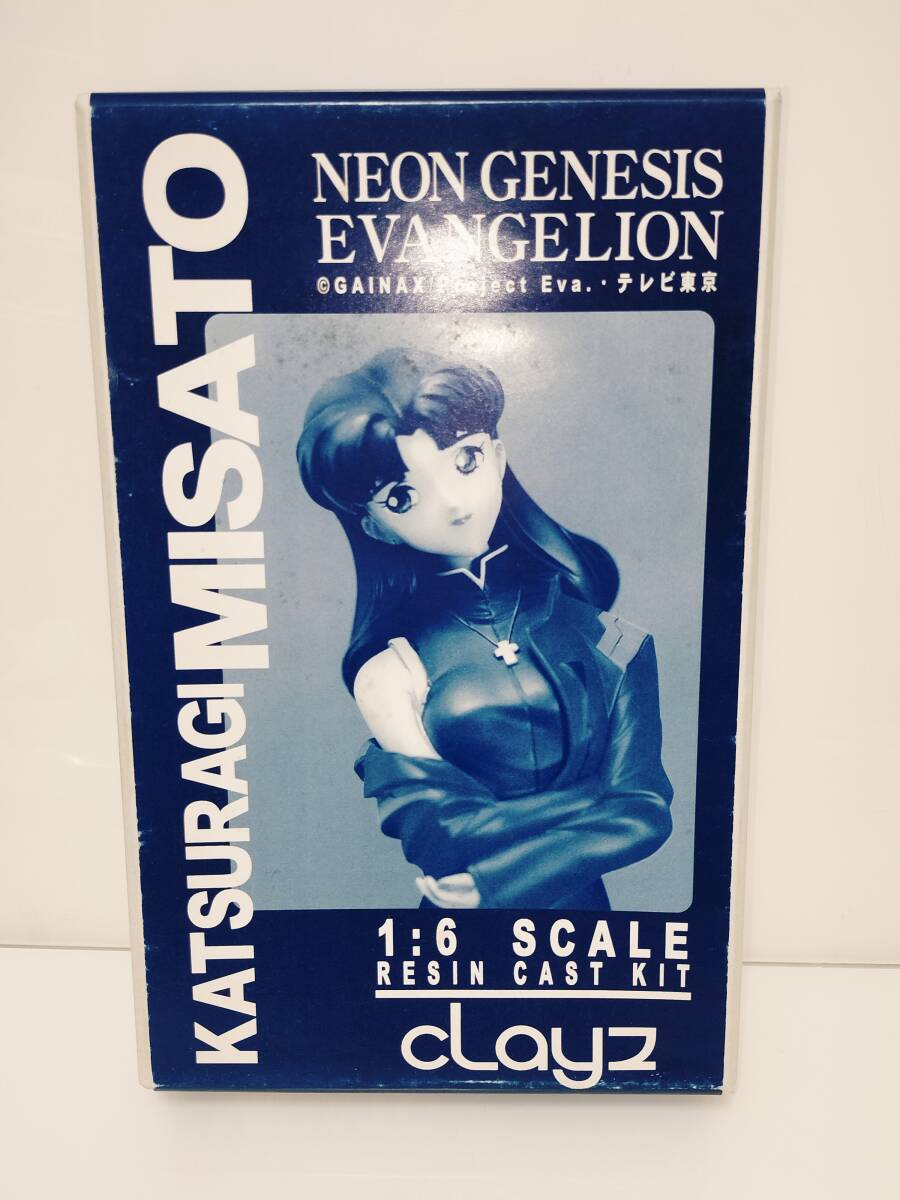 KATSURAGI MISATO
NEON GENESIS
EVANGELION
©GAINAX/Project Eva.・テレビ東京
1:6 SCALE
RESIN CAST KIT
cLayz